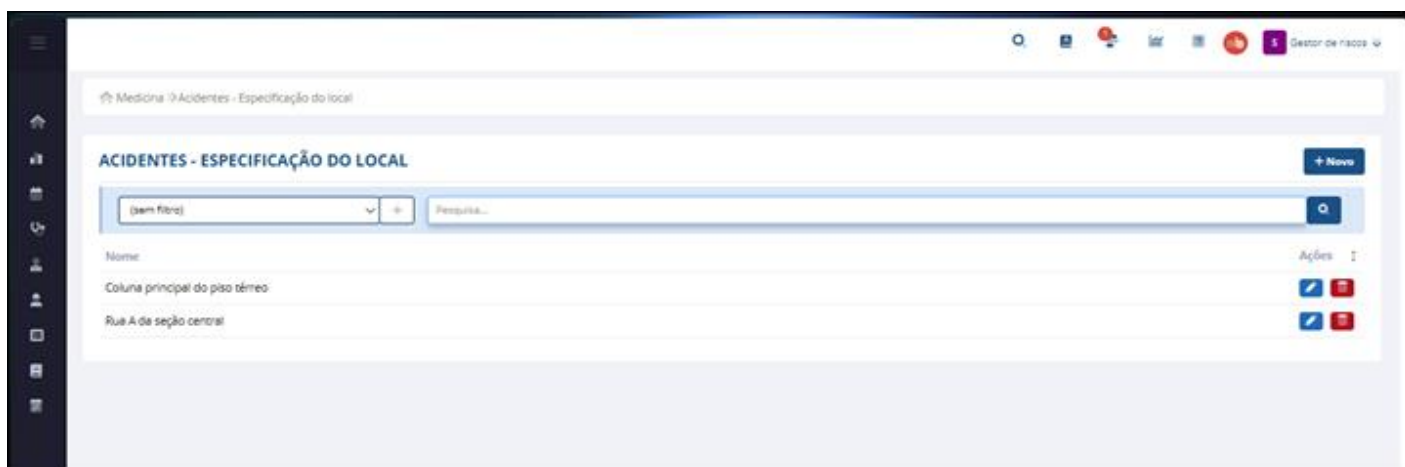 S Gestor de riscos
Medicina > Acidentes - Especificação do local
ACIDENTES - ESPECIFICAÇÃO DO LOCAL
+ Novo
(sem filtro)
+
Pesquisa...
Nome
Ações
Coluna principal do piso térreo
Rua A da seção central